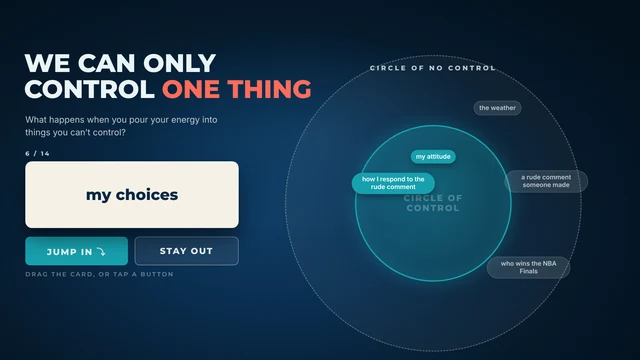 WE CAN ONLY
CONTROL ONE THING
What happens when you pour your energy into
things you can't control?
6 / 14
my choices
JUMP IN
STAY OUT
DRAG THE CARD, OR TAP A BUTTON
CIRCLE OF NO CONTROL
the weather
my attitude
how I respond to the
rude comment
a rude comment
someone made
CIRCLE OF
CONTROL
who wins the NBA
Finals